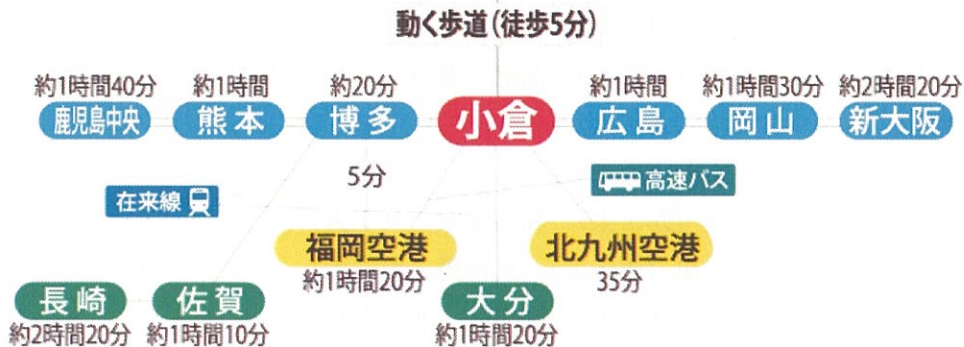 動く歩道(徒歩5分)
約1時間40分 約1時間 約20分 約1時間 約1時間30分 約2時間20分
鹿児島中央 熊本 博多 小倉 広島 岡山 新大阪
5分 高速バス
在来線
福岡空港 北九州空港
約1時間20分 35分
長崎 佐賀 大分
約2時間20分 約1時間10分 約1時間20分